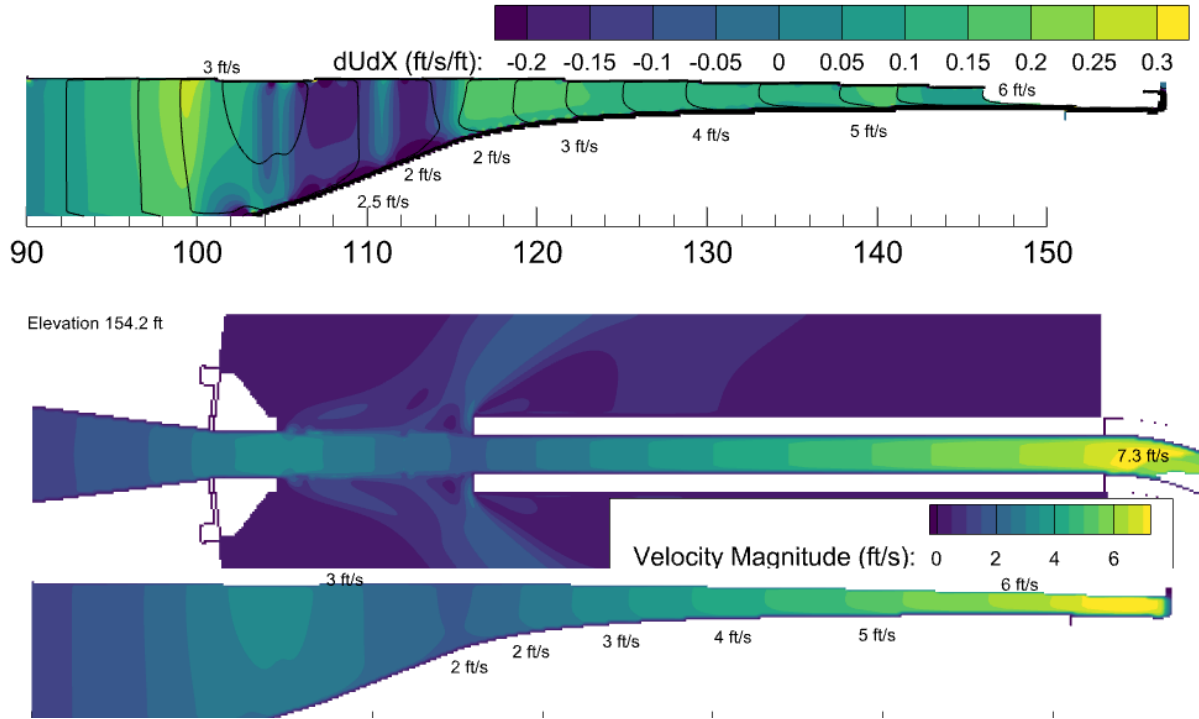 dUdX (ft/s/ft): -0.2 -0.15 -0.1 -0.05 0 0.05 0.1 0.15 0.2 0.25 0.3
3 ft/s
6 ft/s
2 ft/s 3 ft/s 4 ft/s 5 ft/s
2 ft/s
2.5 ft/s
90 100 110 120 130 140 150
Elevation 154.2 ft
7.3 ft/s
Velocity Magnitude (ft/s): 0 2 4 6
3 ft/s
6 ft/s
2 ft/s 2 ft/s 3 ft/s 4 ft/s 5 ft/s